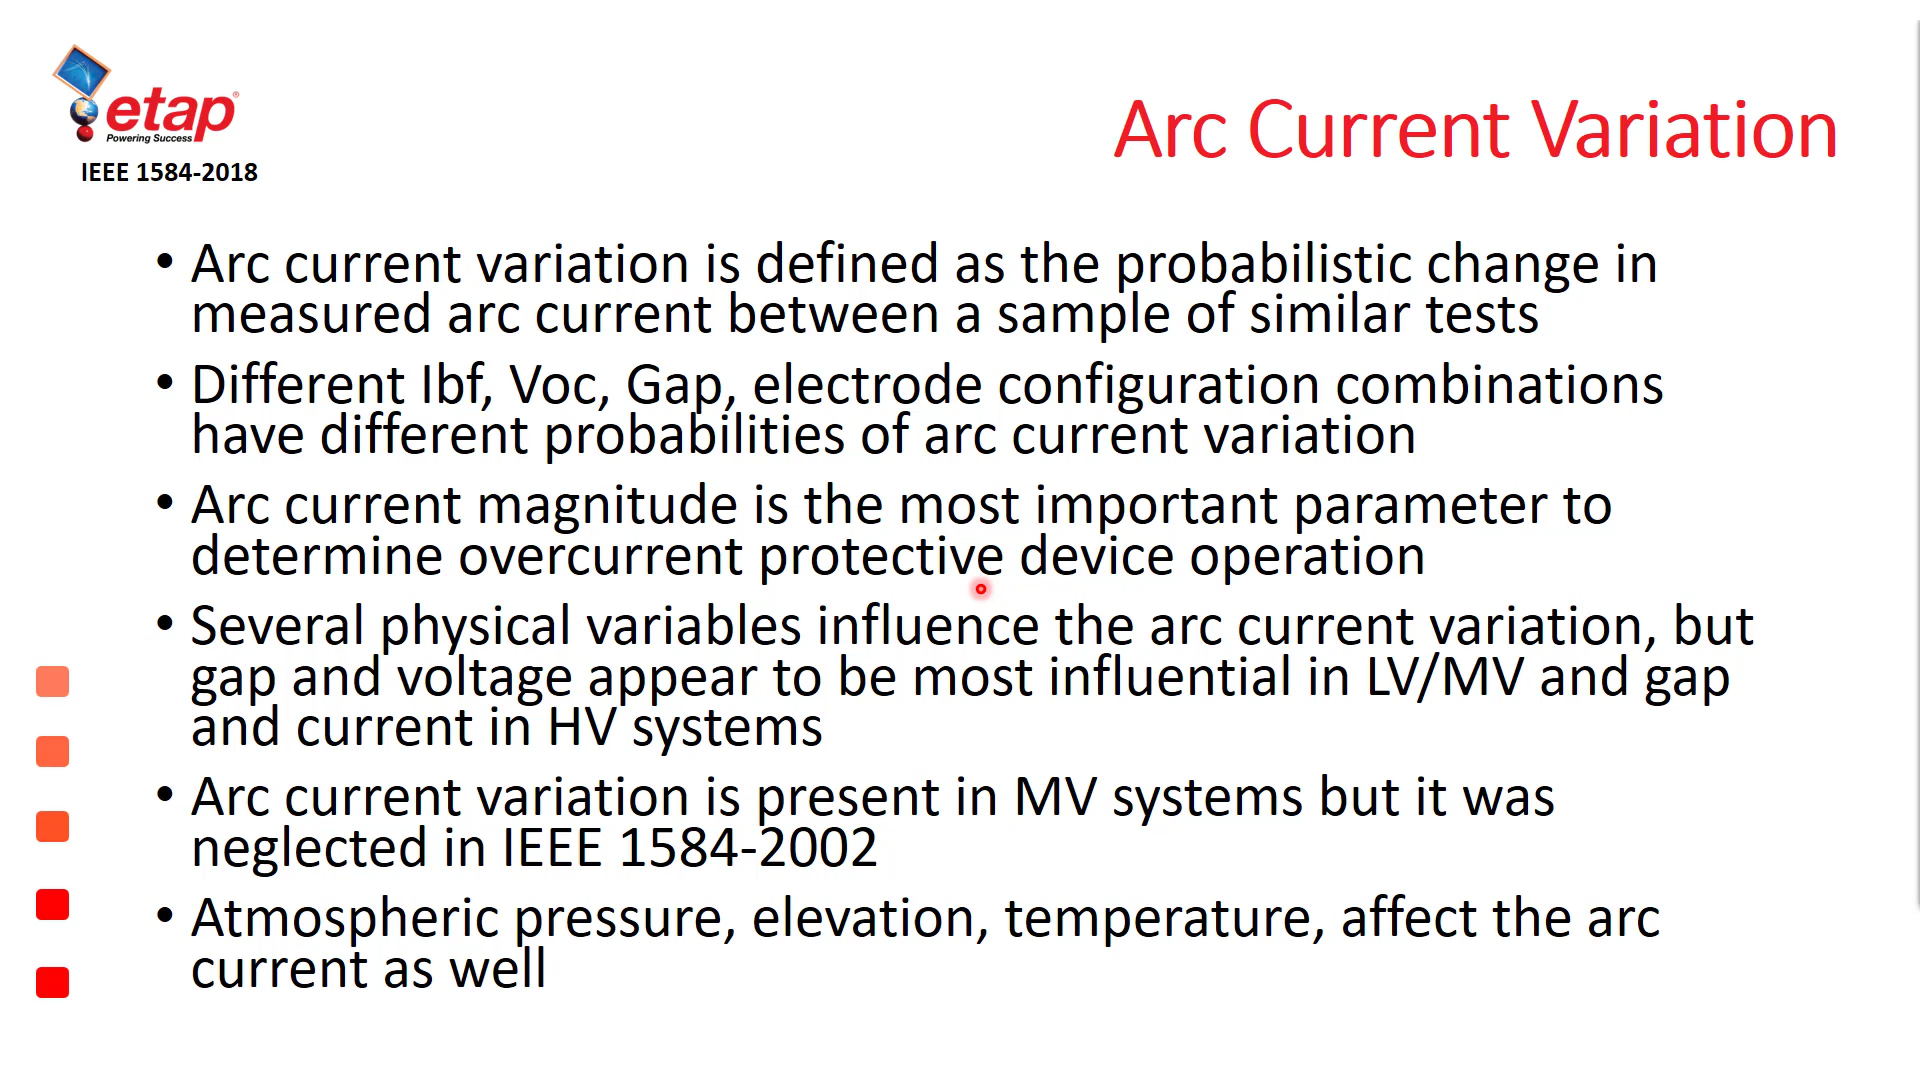 etap®
Powering Success
IEEE 1584-2018
Arc Current Variation
• Arc current variation is defined as the probabilistic change in
measured arc current between a sample of similar tests
• Different Ibf, Voc, Gap, electrode configuration combinations
have different probabilities of arc current variation
• Arc current magnitude is the most important parameter to
determine overcurrent protective device operation
• Several physical variables influence the arc current variation, but
gap and voltage appear to be most influential in LV/MV and gap
and current in HV systems
• Arc current variation is present in MV systems but it was
neglected in IEEE 1584-2002
• Atmospheric pressure, elevation, temperature, affect the arc
current as well